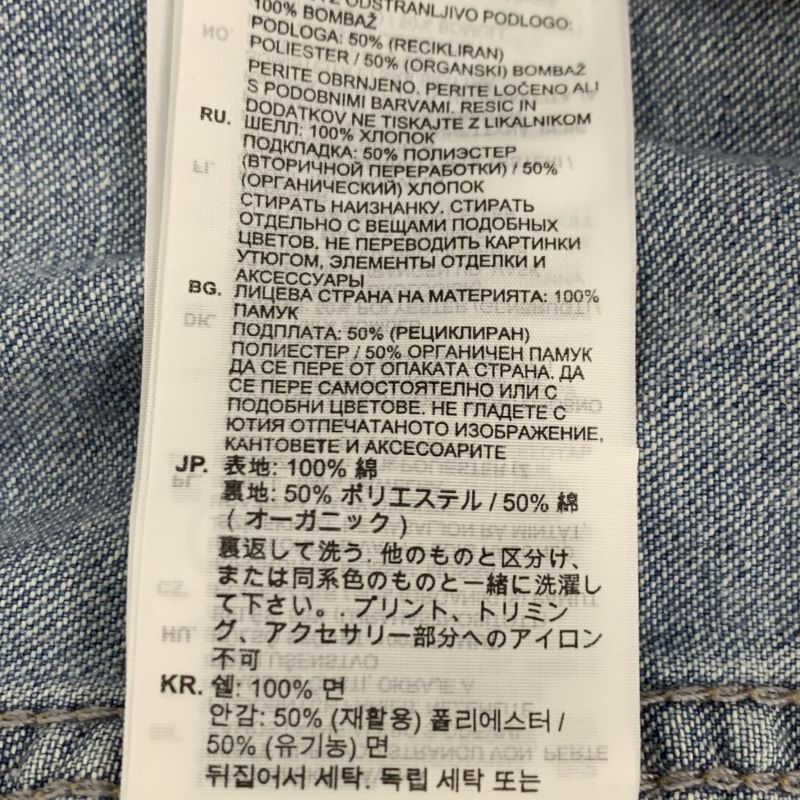 Z ODSTRANLJIVO PODLOGO:
100% BOMBAŽ
PODLOGA: 50% (RECIKLIRAN)
POLIESTER / 50% (ORGANSKI) BOMBAŽ
PERITE OBRNJENO. PERITE LOČENO ALI
S PODOBNIMI BARVAMI. RESIC IN
DODATKOV NE TISKAJTE Z LIKALNIKOM
RU. ШЕЛЛ: 100% ХЛОПОК
ПОДКЛАДКА: 50% ПОЛИЭСТЕР
(ВТОРИЧНОЙ ПЕРЕРАБОТКИ) / 50%
(ОРГАНИЧЕСКИЙ) ХЛОПОК
СТИРАТЬ НАИЗНАНКУ. СТИРАТЬ
ОТДЕЛЬНО С ВЕЩАМИ ПОДОБНЫХ
ЦВЕТОВ. НЕ ПЕРЕВОДИТЬ КАРТИНКИ
УТЮГОМ, ЭЛЕМЕНТЫ ОТДЕЛКИ И
АКСЕССУАРЫ
BG. ЛИЦЕВА СТРАНА НА МАТЕРИЯТА: 100%
ПАМУК
ПОДПЛАТА: 50% (РЕЦИКЛИРАН)
ПОЛИЕСТЕР / 50% ОРГАНИЧЕН ПАМУК
ДА СЕ ПЕРЕ ОТ ОПАКАТА СТРАНА. ДА
СЕ ПЕРЕ САМОСТОЯТЕЛНО ИЛИ С
ПОДОБНИ ЦВЕТОВЕ. НЕ ГЛАДЕТЕ С
ЮТИЯ ОТПЕЧАТАНОТО ИЗОБРАЖЕНИЕ,
КАНТОВЕТЕ И АКСЕСОАРИТЕ
JP. 表地: 100% 綿
裏地: 50% ポリエステル / 50% 綿
( オーガニック )
裏返して洗う. 他のものと区分け、
または同系色のものと一緒に洗濯し
て下さい。. プリント、トリミン
グ、アクセサリー部分へのアイロン
不可
KR. 쉘: 100% 면
안감: 50% (재활용) 폴리에스터 /
50% (유기농) 면
뒤집어서 세탁. 독립 세탁 또는